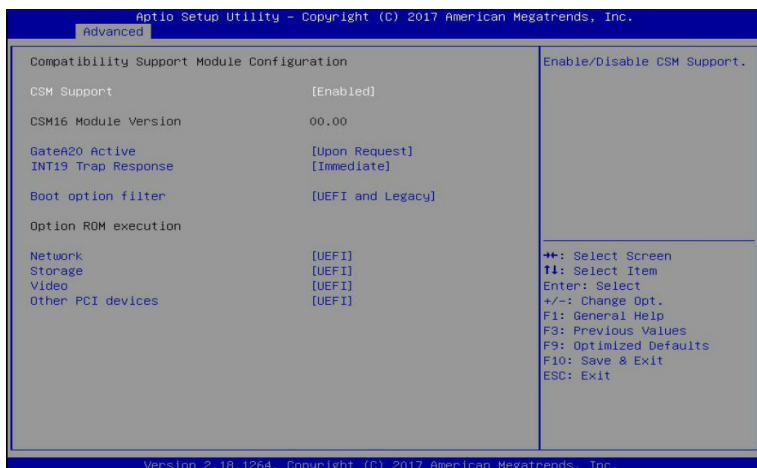 Aptio Setup Utility – Copyright (C) 2017 American Megatrends, Inc.
Advanced
Compatibility Support Module Configuration
CSM Support [Enabled]
CSM16 Module Version 00.00
GateA20 Active [Upon Request]
INT19 Trap Response [Immediate]
Boot option filter [UEFI and Legacy]
Option ROM execution
Network [UEFI]
Storage [UEFI]
Video [UEFI]
Other PCI devices [UEFI]
Enable/Disable CSM Support.
→←: Select Screen
↑↓: Select Item
Enter: Select
+/-: Change Opt.
F1: General Help
F3: Previous Values
F9: Optimized Defaults
F10: Save & Exit
ESC: Exit
Version 2.18.1264. Copyright (C) 2017 American Megatrends, Inc.